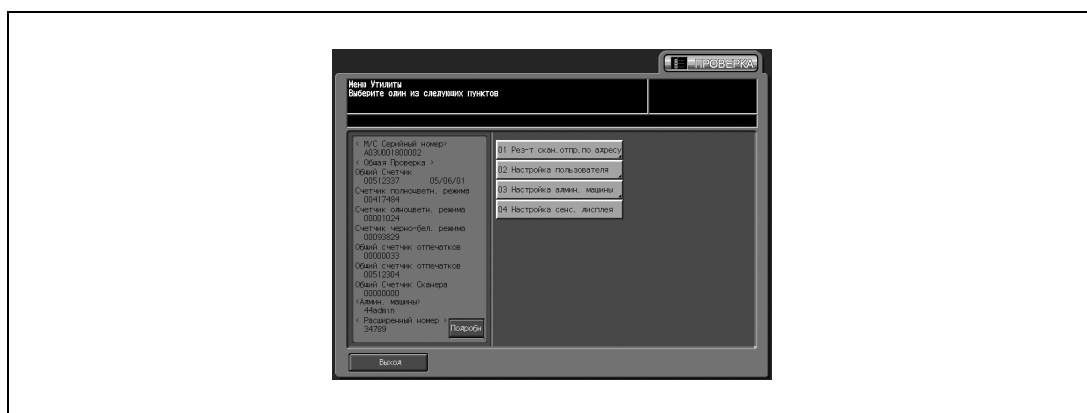 ПРОВЕРКА
Меню Утилиты
Выберите один из следующих пунктов
< М/С Серийный номер>
A03U001800002
< Общая Проверка >
Общий Счетчик
00512337 05/06/01
Счетчик полноцветн. режима
00417484
Счетчик одноцветн. режима
00001024
Счетчик черно-бел. режима
00093829
Общий счетчик отпечатков
00000033
Общий счетчик отпечатков
00512304
Общий Счетчик Сканера
00000000
<Админ. машины>
44admin
< Расширенный номер >
34789
Подробн
01 Рез-т скан.отпр.по адресу
02 Настройка пользователя
03 Настройка админ. машины
04 Настройка сенс. дисплея
Выход